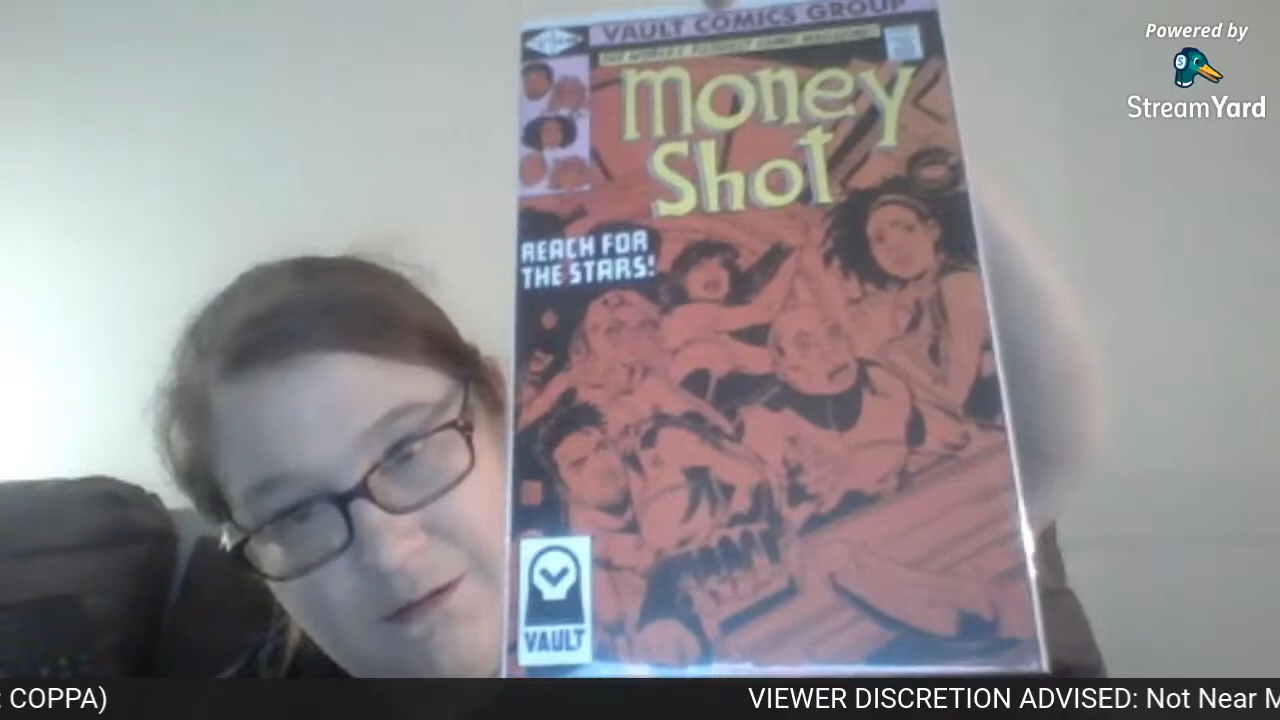 VAULT COMICS GROUP
Money
Shot
REACH FOR
THE STARS!
VAULT
Powered by
StreamYard
: COPPA) VIEWER DISCRETION ADVISED: Not Near M